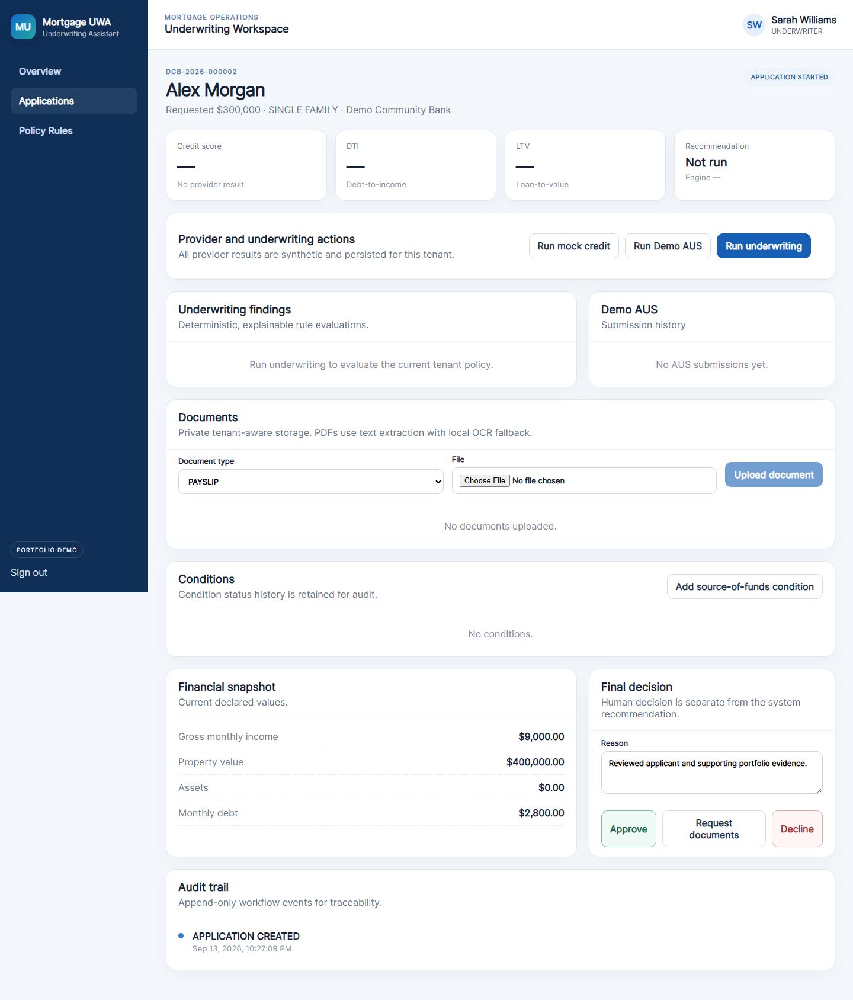 MU
Mortgage UWA
Underwriting Assistant
Overview
Applications
Policy Rules
PORTFOLIO DEMO
Sign out
MORTGAGE OPERATIONS
Underwriting Workspace
SW
Sarah Williams
UNDERWRITER
DCB-2026-000002
Alex Morgan
Requested $300,000 · SINGLE FAMILY · Demo Community Bank
APPLICATION STARTED
Credit score
—
No provider result
DTI
—
Debt-to-income
LTV
—
Loan-to-value
Recommendation
Not run
Engine —
Provider and underwriting actions
All provider results are synthetic and persisted for this tenant.
Run mock credit
Run Demo AUS
Run underwriting
Underwriting findings
Deterministic, explainable rule evaluations.
Run underwriting to evaluate the current tenant policy.
Demo AUS
Submission history
No AUS submissions yet.
Documents
Private tenant-aware storage. PDFs use text extraction with local OCR fallback.
Document type
PAYSLIP
File
Choose File No file chosen
Upload document
No documents uploaded.
Conditions
Condition status history is retained for audit.
Add source-of-funds condition
No conditions.
Financial snapshot
Current declared values.
Gross monthly income $9,000.00
Property value $400,000.00
Assets $0.00
Monthly debt $2,800.00
Final decision
Human decision is separate from the system
recommendation.
Reason
Reviewed applicant and supporting portfolio evidence.
Approve
Request
documents
Decline
Audit trail
Append-only workflow events for traceability.
APPLICATION CREATED
Sep 13, 2026, 10:27:09 PM